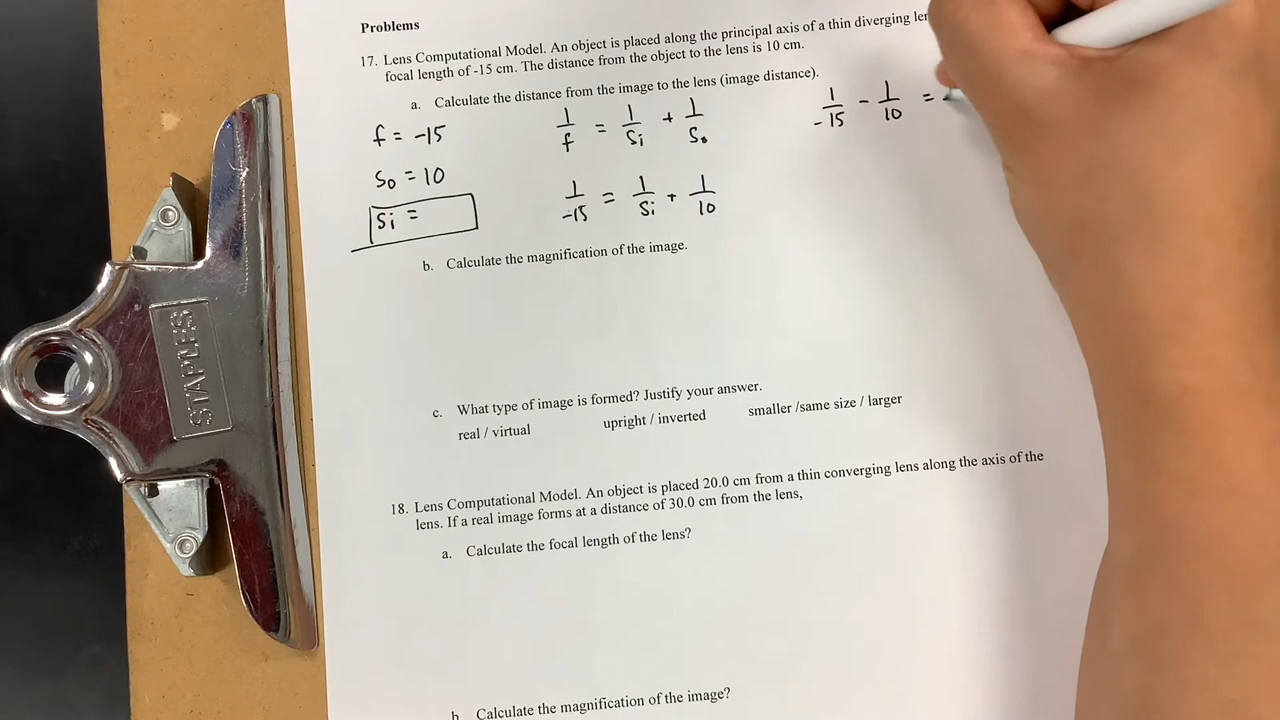 Problems
17. Lens Computational Model. An object is placed along the principal axis of a thin diverging
focal length of -15 cm. The distance from the object to the lens is 10 cm.
a. Calculate the distance from the image to the lens (image distance).
f = -15
1/f = 1/Si + 1/So
1/-15 - 1/10 =
So = 10
1/-15 = 1/Si + 1/10
Si =
b. Calculate the magnification of the image.
STAPLES
c. What type of image is formed? Justify your answer.
real / virtual upright / inverted smaller /same size / larger
18. Lens Computational Model. An object is placed 20.0 cm from a thin converging lens along the axis of the
lens. If a real image forms at a distance of 30.0 cm from the lens,
a. Calculate the focal length of the lens?
Calculate the magnification of the image?